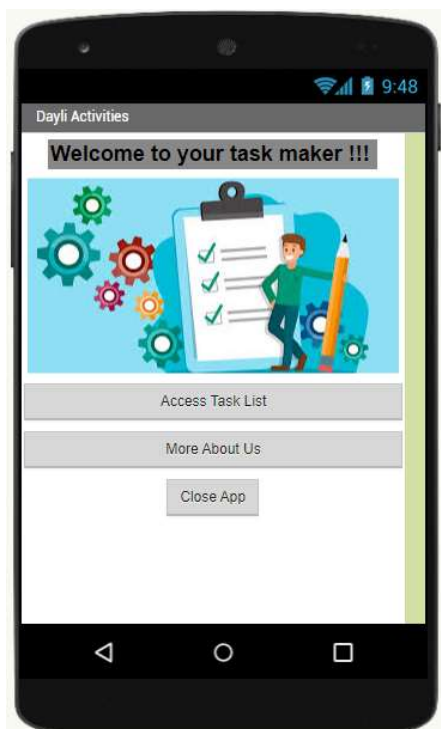 9:48
Dayli Activities
Welcome to your task maker !!!
Access Task List
More About Us
Close App